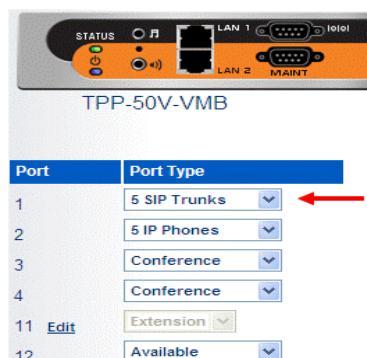 STATUS LAN 1 IOIOI
LAN 2 MAINT
TPP-50V-VMB
Port Port Type
1 5 SIP Trunks
2 5 IP Phones
3 Conference
4 Conference
11 Edit Extension
12 Available